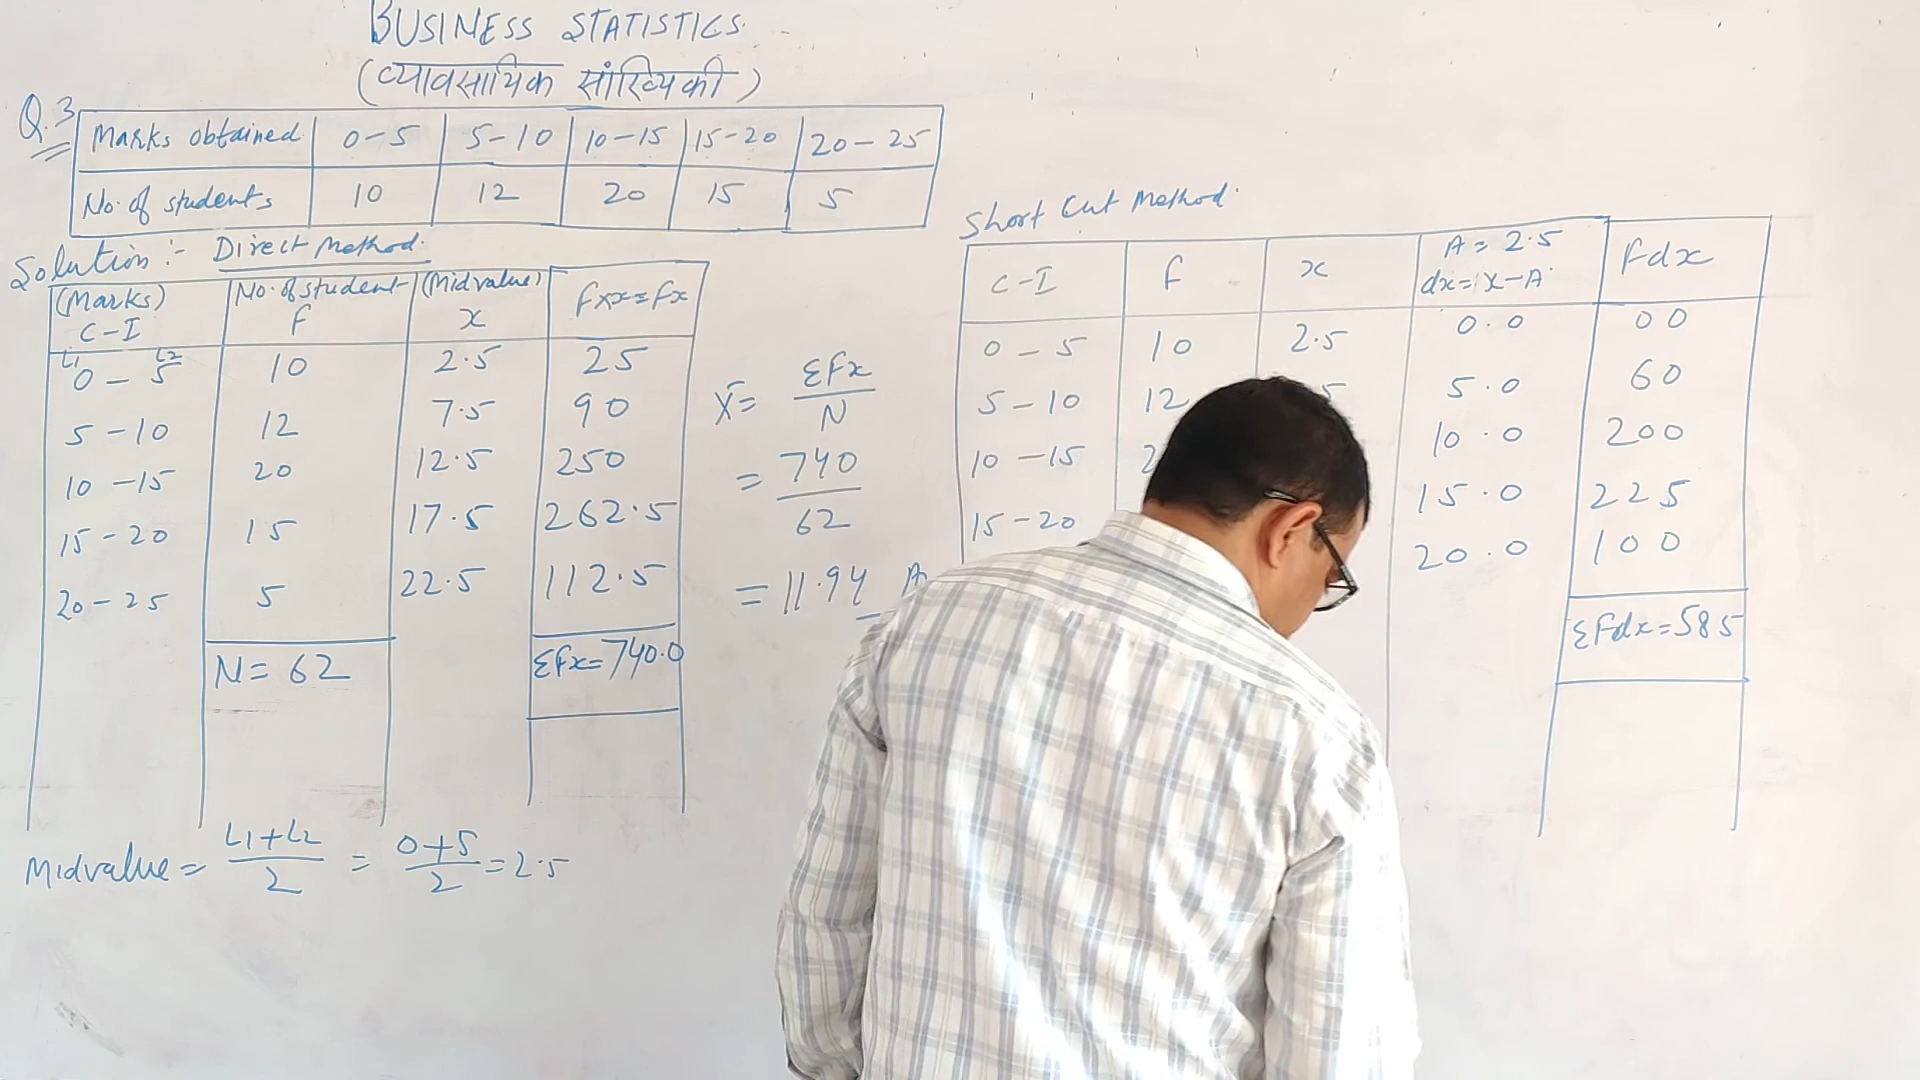 BUSINESS STATISTICS
(व्यावसायिक सांख्यिकी)
Q.3
Marks obtained 0-5 5-10 10-15 15-20 20-25
No. of students 10 12 20 15 5
Solution:- Direct Method.
(Marks) C-I No. of student f (Midvalue) x f×x=fx
L1 L2
0-5 10 2.5 25
5-10 12 7.5 90
10-15 20 12.5 250
15-20 15 17.5 262.5
20-25 5 22.5 112.5
N=62 Σfx=740.0
Midvalue = L1+L2/2 = 0+5/2 = 2.5
X̄ = Σfx/N
= 740/62
= 11.94
Short Cut Method.
C-I f x A=2.5 dx=x-A fdx
0-5 10 2.5 0.0 00
5-10 12 5.0 60
10-15 10.0 200
15-20 15.0 225
20.0 100
Σfdx=585